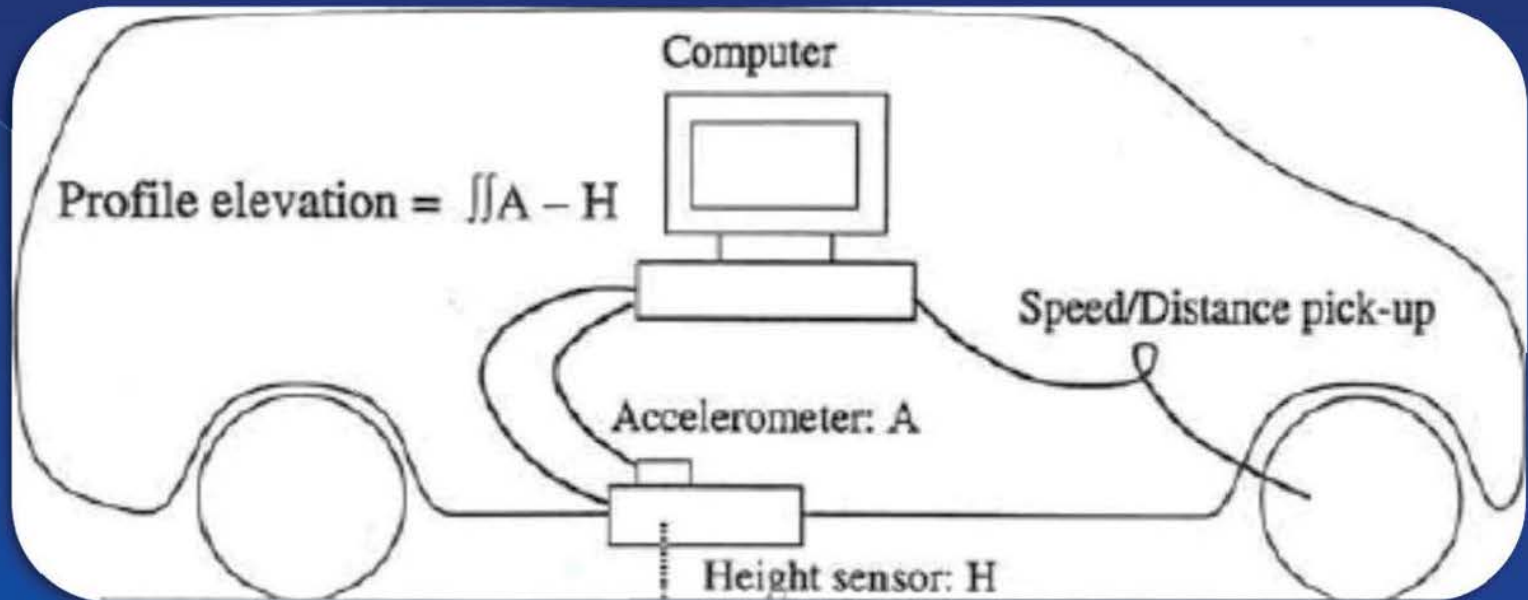 Computer
Profile elevation = ∬A – H
Speed/Distance pick-up
Accelerometer: A
Height sensor: H